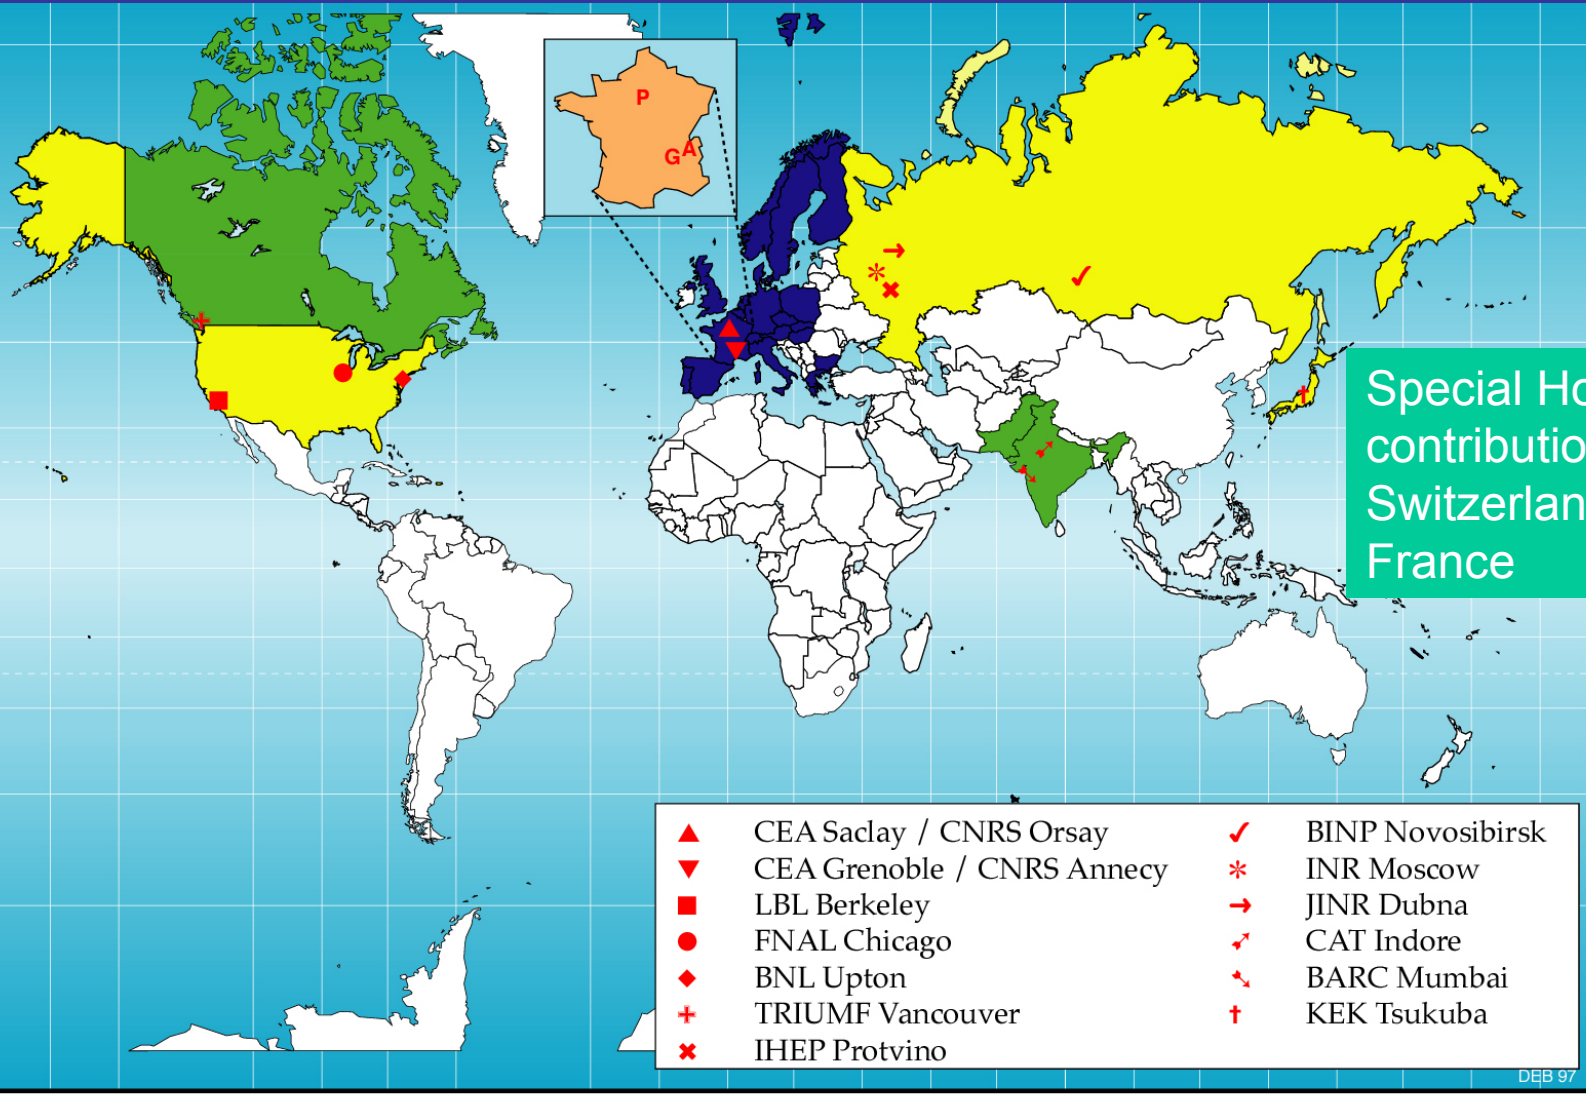 P
G A
Special
contributio
Switzerlan
France
CEA Saclay / CNRS Orsay
CEA Grenoble / CNRS Annecy
LBL Berkeley
FNAL Chicago
BNL Upton
TRIUMF Vancouver
IHEP Protvino
BINP Novosibirsk
INR Moscow
JINR Dubna
CAT Indore
BARC Mumbai
KEK Tsukuba
DEB 97